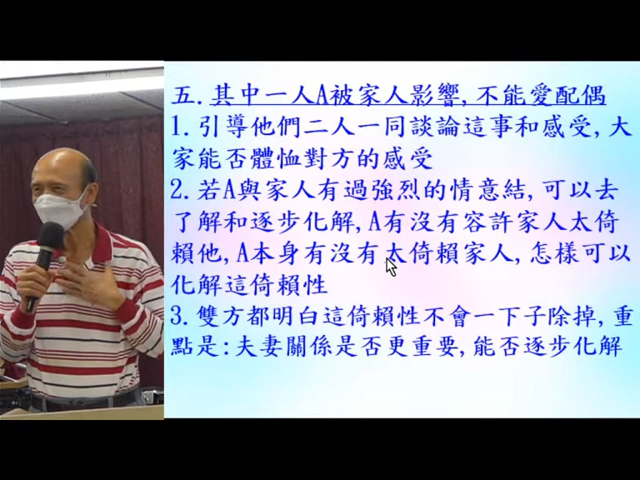 五.其中一人A被家人影響,不能愛配偶
1.引導他們二人一同談論這事和感受,大
家能否體恤對方的感受
2.若A與家人有過強烈的情意結,可以去
了解和逐步化解,A有沒有容許家人太倚
賴他,A本身有沒有太倚賴家人,怎樣可以
化解這倚賴性
3.雙方都明白這倚賴性不會一下子除掉,重
點是:夫妻關係是否更重要,能否逐步化解